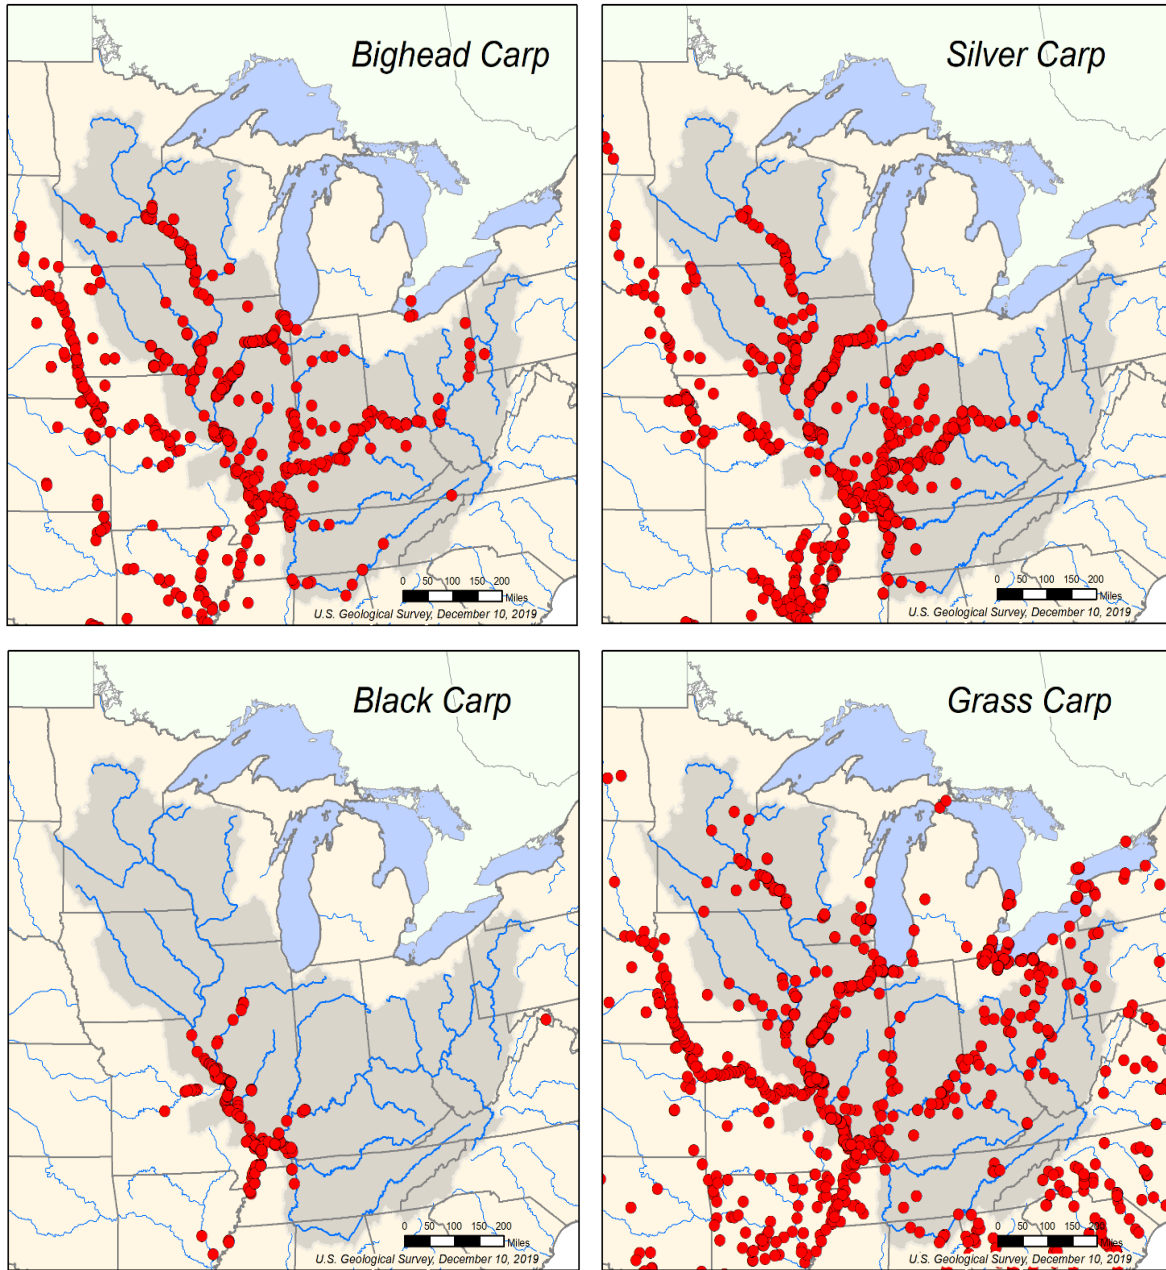 Bighead Carp
0 50 100 150 200
Miles
U.S. Geological Survey, December 10, 2019
Silver Carp
0 50 100 150 200
Miles
U.S. Geological Survey, December 10, 2019
Black Carp
0 50 100 150 200
Miles
U.S. Geological Survey, December 10, 2019
Grass Carp
0 50 100 150 200
Miles
U.S. Geological Survey, December 10, 2019